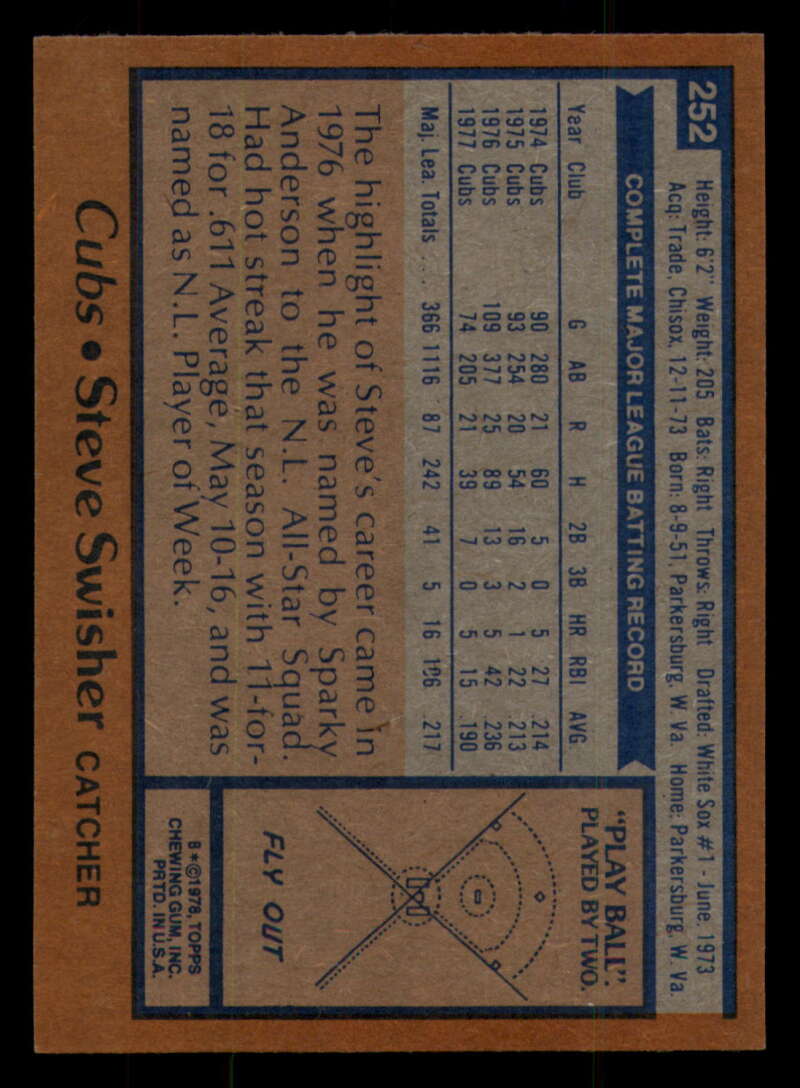 252
Height: 6'2" Weight: 205 Bats: Right Throws: Right Drafted: White Sox #1 - June, 1973
Acq: Trade, Chisox, 12-11-73 Born: 8-9-51, Parkersburg, W. Va. Home: Parkersburg, W. Va.
COMPLETE MAJOR LEAGUE BATTING RECORD
Year Club G AB R H 2B 3B HR RBI AVG
1974 Cubs 90 280 21 60 5 0 5 27 .214
1975 Cubs 93 254 20 54 16 2 1 22 .213
1976 Cubs 109 377 25 89 13 3 5 42 .236
1977 Cubs 74 205 21 39 7 0 5 15 .190
Maj. Lea. Totals .... 366 1116 87 242 41 5 16 106 .217
The highlight of Steve's career came in
1976 when he was named by Sparky
Anderson to the N.L. All-Star Squad.
Had hot streak that season with 11-for-
18 for .611 Average, May 10-16, and was
named as N.L. Player of Week.
"PLAY BALL":
PLAYED BY TWO.
FLY OUT
B*©1978, TOPPS
CHEWING GUM, INC.
PRTD. IN U.S.A.
Cubs • Steve Swisher CATCHER